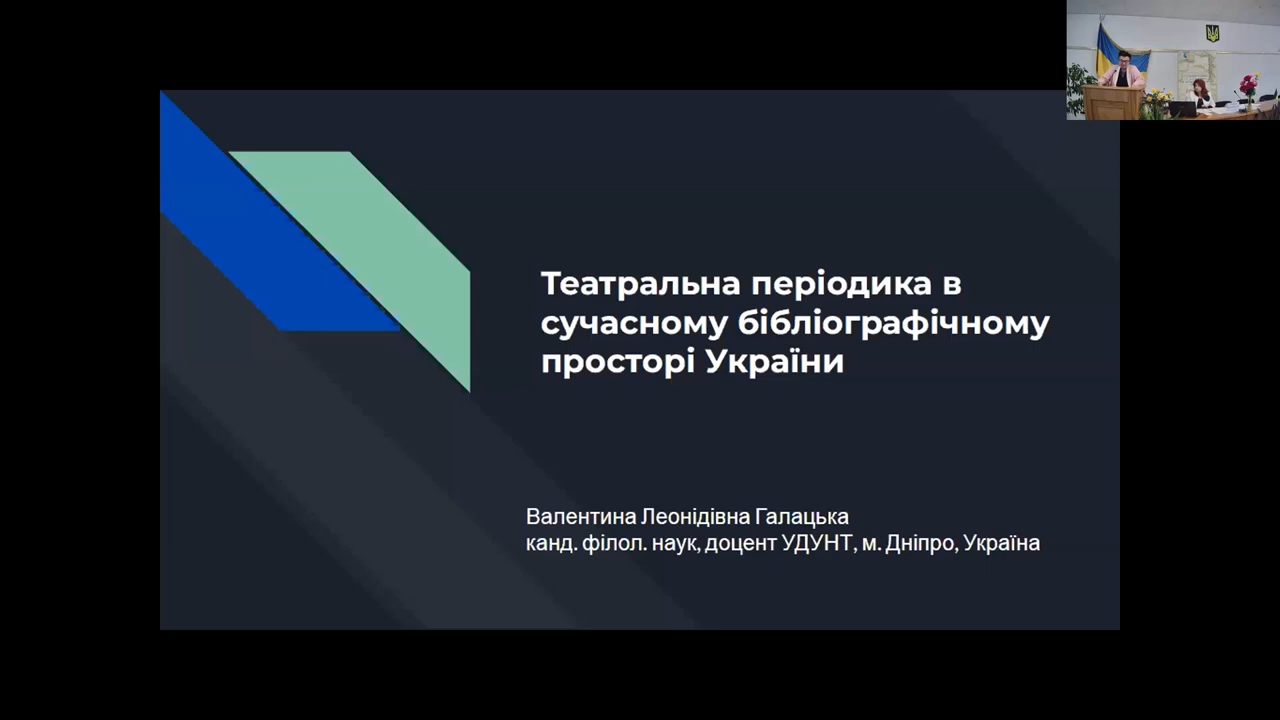 Театральна періодика в
сучасному бібліографічному
просторі України
Валентина Леонідівна Галацька
канд. філол. наук, доцент УДУНТ, м. Дніпро, Україна